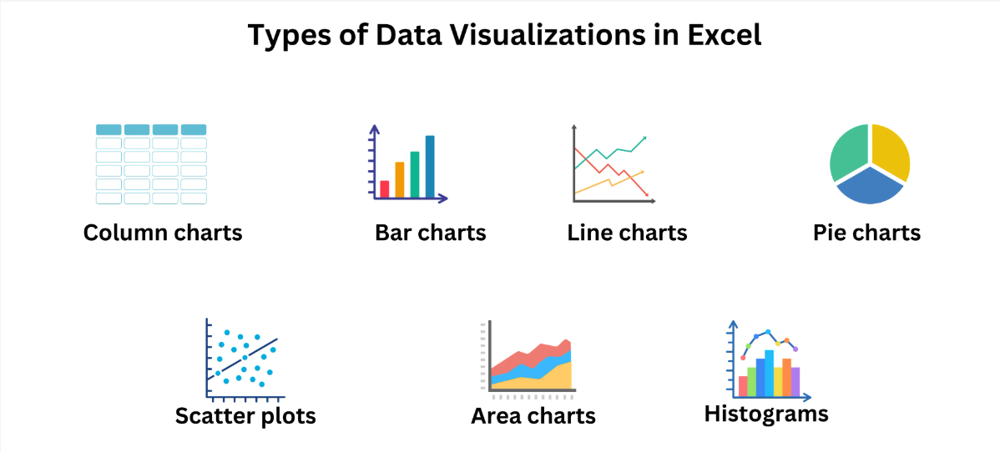 Types of Data Visualizations in Excel
Column charts
Bar charts
Line charts
Pie charts
Scatter plots
Area charts
Histograms